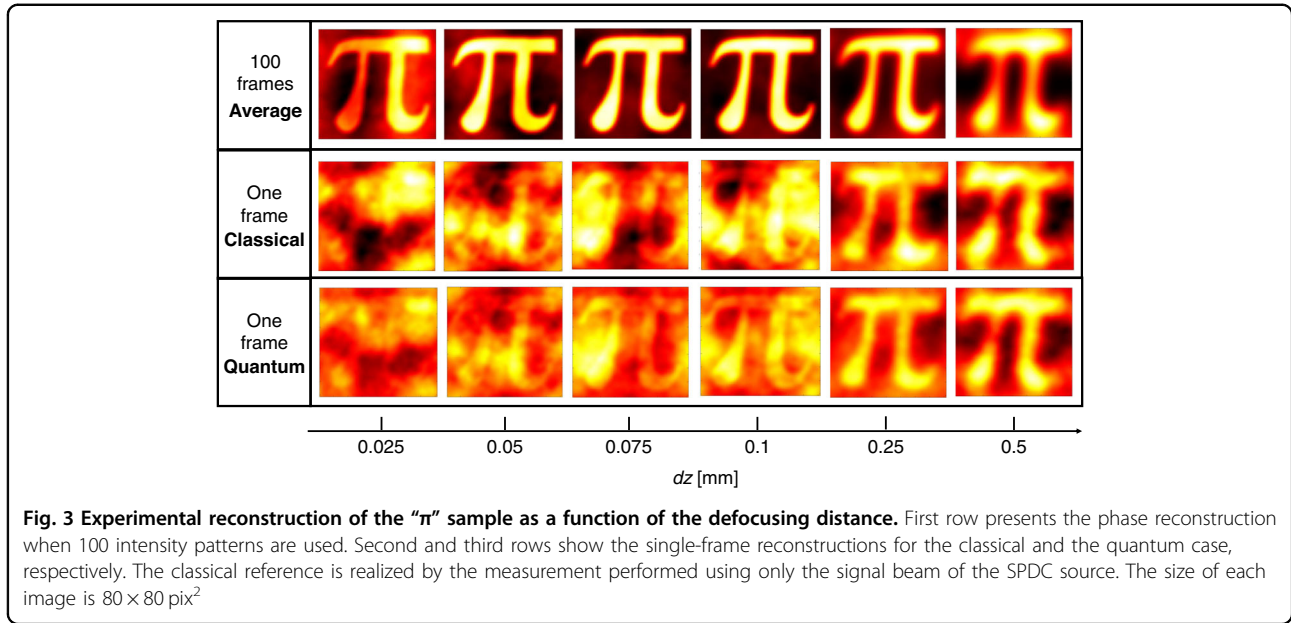 100
frames
Average
One
frame
Classical
One
frame
Quantum
0.025 0.05 0.075 0.1 0.25 0.5
dz [mm]
Fig. 3 Experimental reconstruction of the “π” sample as a function of the defocusing distance. First row presents the phase reconstruction
when 100 intensity patterns are used. Second and third rows show the single-frame reconstructions for the classical and the quantum case,
respectively. The classical reference is realized by the measurement performed using only the signal beam of the SPDC source. The size of each
image is 80 × 80 pix²